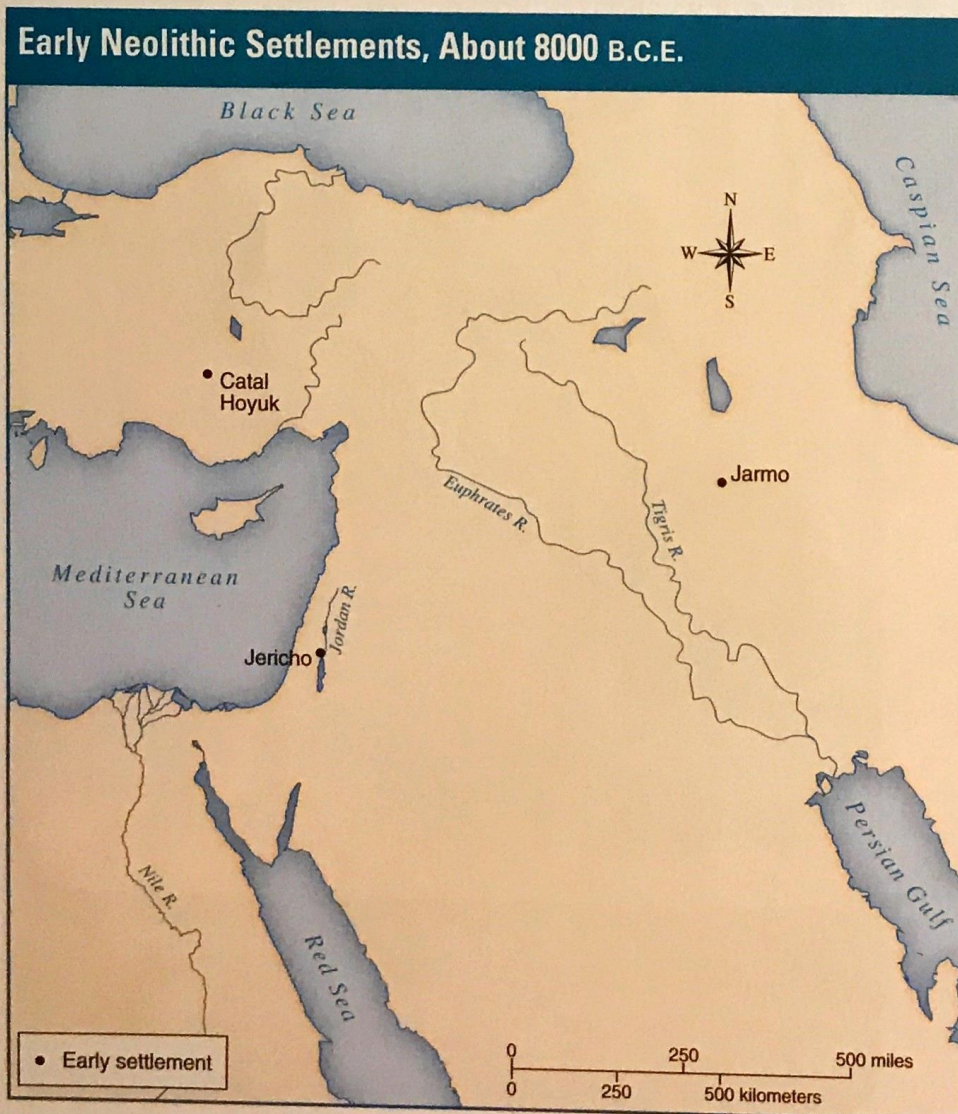 Early Neolithic Settlements, About 8000 B.C.E.
Black Sea
Caspian Sea
N
W E
S
Catal
Hoyuk
Jarmo
Euphrates R.
Tigris R.
Mediterranean
Sea
Jordan R.
Jericho
Persian Gulf
Nile R.
Red Sea
Early settlement
0 250 500 miles
0 250 500 kilometers